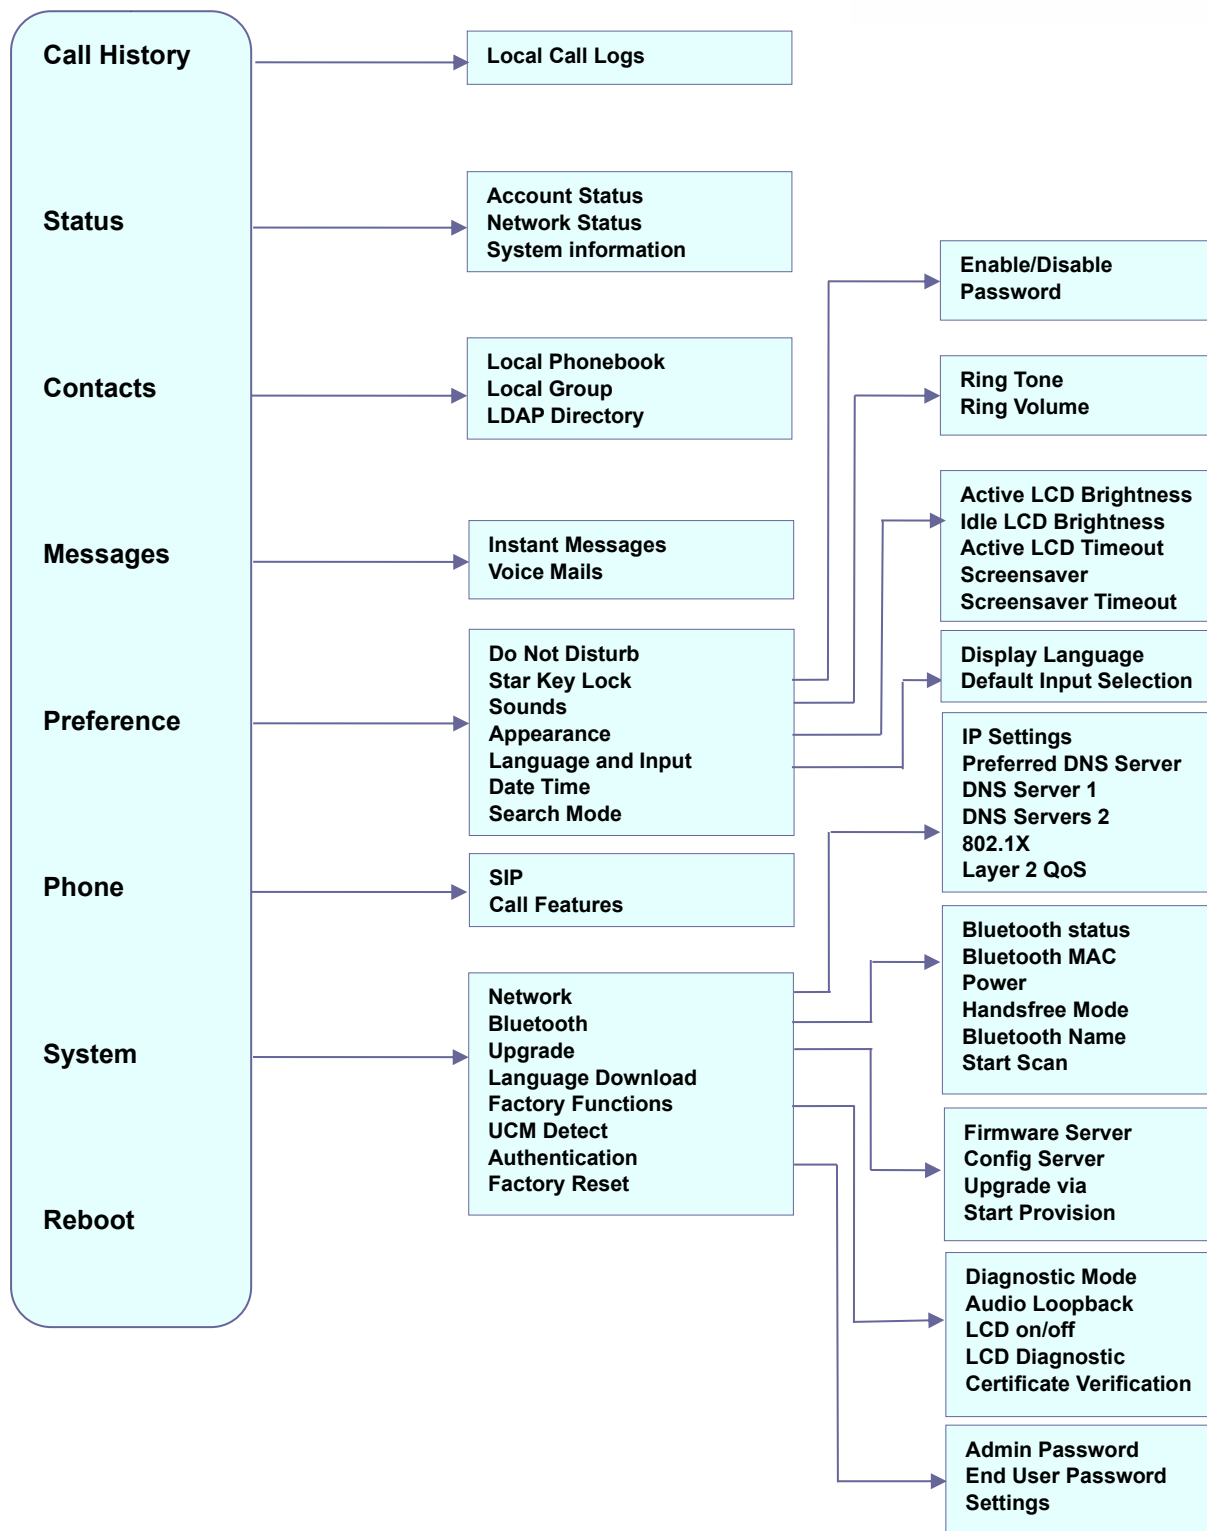 Call History
Status
Contacts
Messages
Preference
Phone
System
Reboot
Local Call Logs
Account Status
Network Status
System information
Local Phonebook
Local Group
LDAP Directory
Instant Messages
Voice Mails
Do Not Disturb
Star Key Lock
Sounds
Appearance
Language and Input
Date Time
Search Mode
SIP
Call Features
Network
Bluetooth
Upgrade
Language Download
Factory Functions
UCM Detect
Authentication
Factory Reset
Enable/Disable
Password
Ring Tone
Ring Volume
Active LCD Brightness
Idle LCD Brightness
Active LCD Timeout
Screensaver
Screensaver Timeout
Display Language
Default Input Selection
IP Settings
Preferred DNS Server
DNS Server 1
DNS Servers 2
802.1X
Layer 2 QoS
Bluetooth status
Bluetooth MAC
Power
Handsfree Mode
Bluetooth Name
Start Scan
Firmware Server
Config Server
Upgrade via
Start Provision
Diagnostic Mode
Audio Loopback
LCD on/off
LCD Diagnostic
Certificate Verification
Admin Password
End User Password
Settings